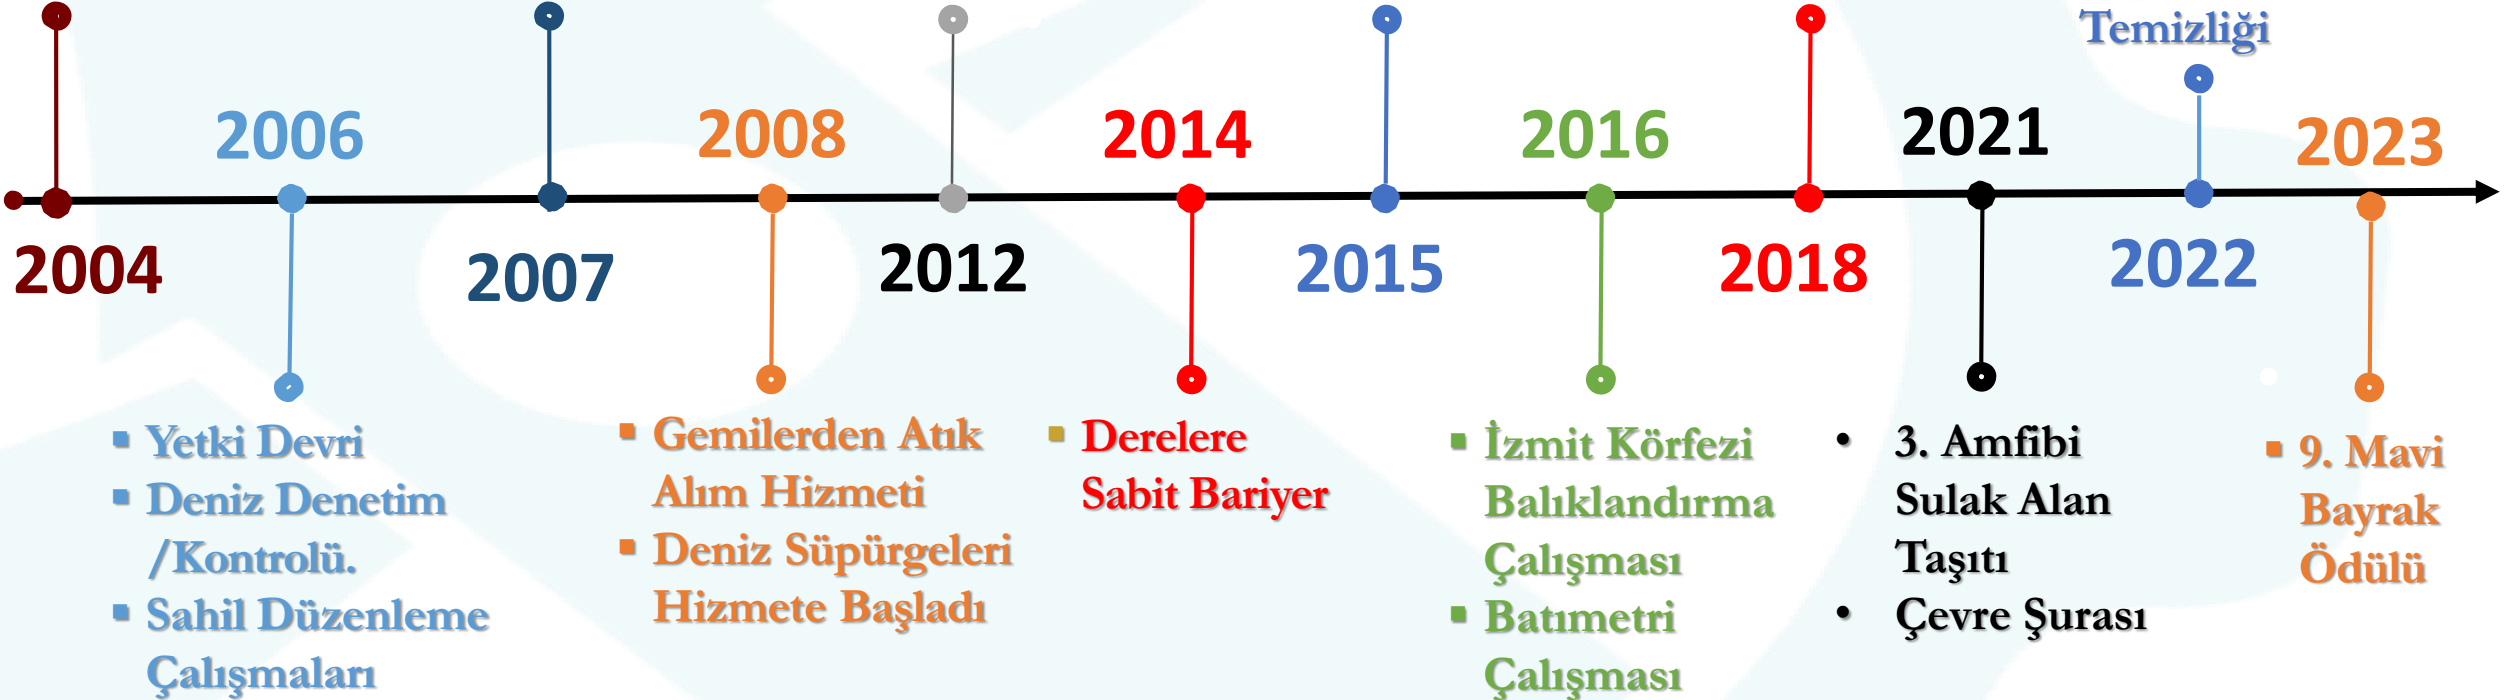 Temizliği
2006
2008
2014
2016
2021
2023
2004
2007
2012
2015
2018
2022
▪ Yetki Devri
▪ Deniz Denetim
/Kontrolü.
▪ Sahil Düzenleme
Çalışmaları
▪ Gemilerden Atık
Alım Hizmeti
▪ Deniz Süpürgeleri
Hizmete Başladı
▪ Derelere
Sabit Bariyer
▪ İzmit Körfezi
Balıklandırma
Çalışması
▪ Batımetri
Çalışması
• 3. Amfibi
Sulak Alan
Taşıtı
• Çevre Şurası
▪ 9. Mavi
Bayrak
Ödülü